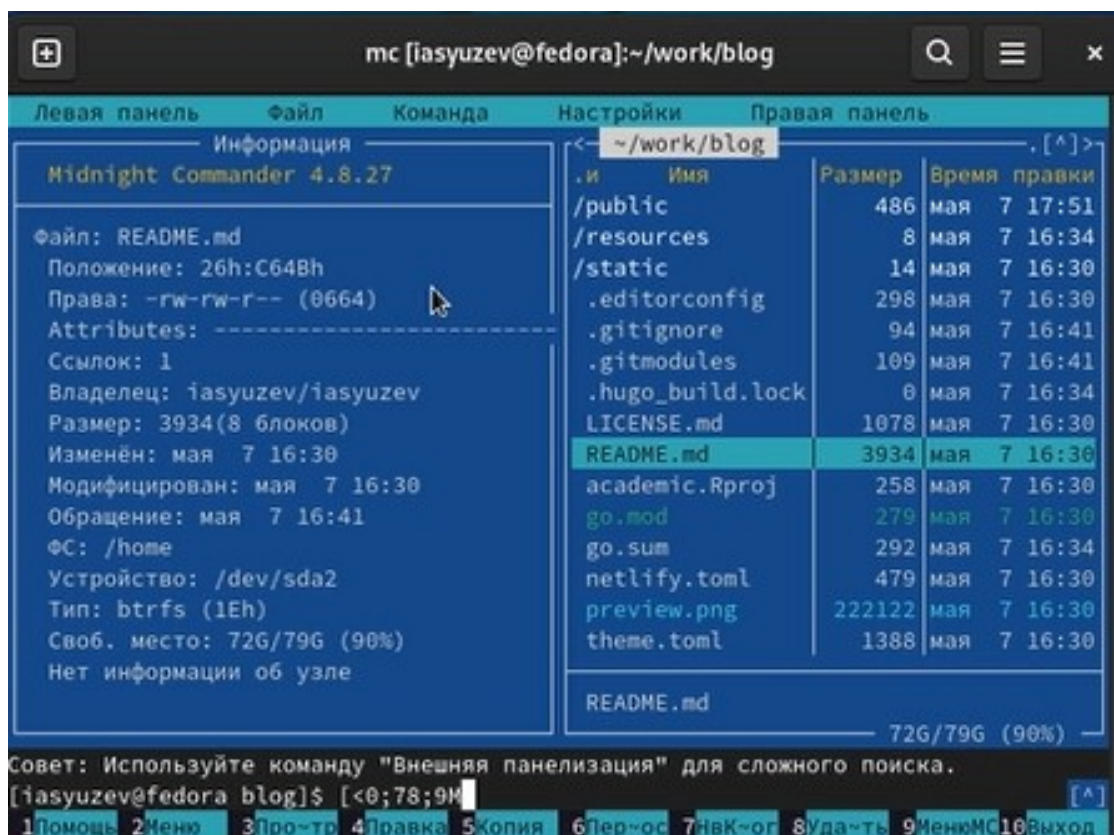 mc [iasyuzev@fedora]:~/work/blog
Левая панель Файл Команда Настройки Правая панель
Информация
Midnight Commander 4.8.27
Файл: README.md
Положение: 26h:C64Bh
Права: -rw-rw-r-- (0664)
Attributes: -------------------------
Ссылок: 1
Владелец: iasyuzev/iasyuzev
Размер: 3934(8 блоков)
Изменён: мая 7 16:30
Модифицирован: мая 7 16:30
Обращение: мая 7 16:41
ФС: /home
Устройство: /dev/sda2
Тип: btrfs (1Eh)
Своб. место: 72G/79G (90%)
Нет информации об узле
<- ~/work/blog .[^]>
.и Имя Размер Время правки
/public 486 мая 7 17:51
/resources 8 мая 7 16:34
/static 14 мая 7 16:30
.editorconfig 298 мая 7 16:30
.gitignore 94 мая 7 16:41
.gitmodules 109 мая 7 16:41
.hugo_build.lock 0 мая 7 16:34
LICENSE.md 1078 мая 7 16:30
README.md 3934 мая 7 16:30
academic.Rproj 258 мая 7 16:30
go.mod 279 мая 7 16:30
go.sum 292 мая 7 16:34
netlify.toml 479 мая 7 16:30
preview.png 222122 мая 7 16:30
theme.toml 1388 мая 7 16:30
README.md
72G/79G (90%)
Совет: Используйте команду "Внешняя панелизация" для сложного поиска.
[iasyuzev@fedora blog]$ [<0;78;9M [^]
1Помощь 2Меню 3Про~тр 4Правка 5Копия 6Пер~ос 7НвК~ог 8Уда~ть 9МенюМС 10Выход